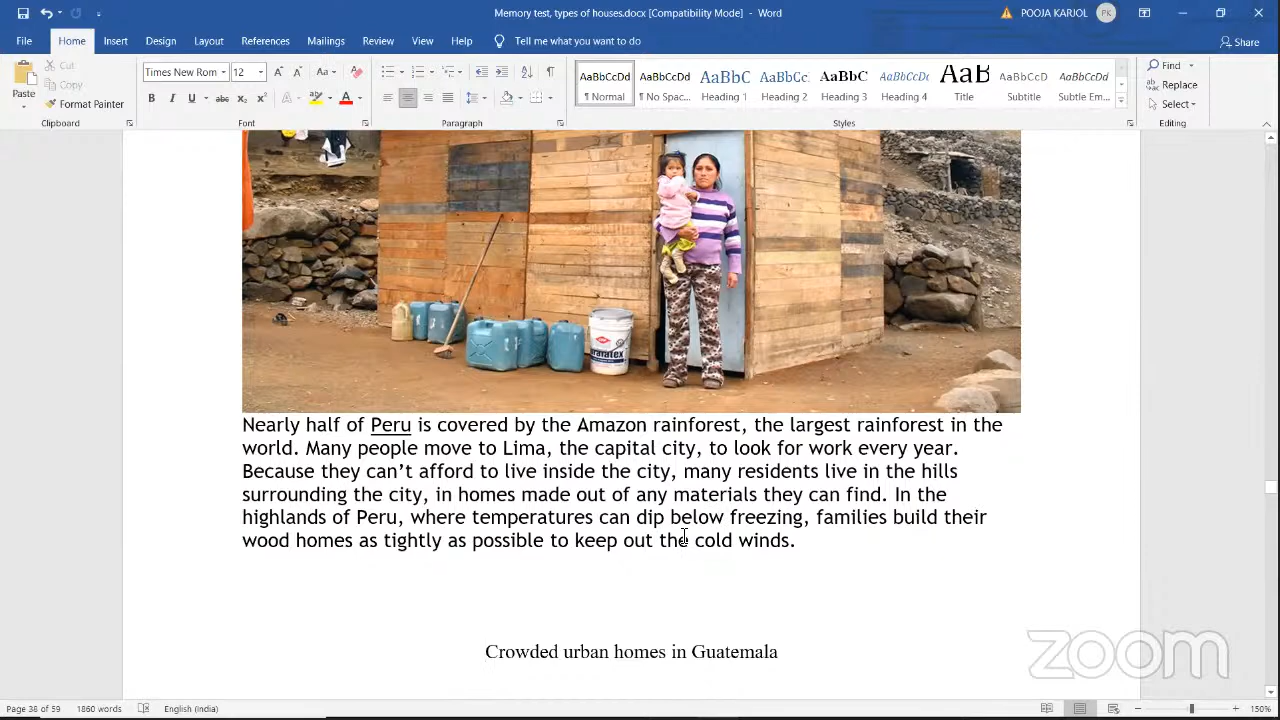 Memory test, types of houses.docx [Compatibility Mode] - Word
POOJA KARJOL PK
File Home Insert Design Layout References Mailings Review View Help Tell me what you want to do Share
Paste
Cut
Copy
Format Painter
Clipboard
Times New Rom 12
Font
Paragraph
AaBbCcDd AaBbCcDd AaBbC AaBbCc AaBbC AaBbCcDc AaB AaBbCcD AaBbCcDd
¶ Normal ¶ No Spac... Heading 1 Heading 2 Heading 3 Heading 4 Title Subtitle Subtle Em...
Styles
Find
Replace
Select
Editing
Nearly half of Peru is covered by the Amazon rainforest, the largest rainforest in the
world. Many people move to Lima, the capital city, to look for work every year.
Because they can’t afford to live inside the city, many residents live in the hills
surrounding the city, in homes made out of any materials they can find. In the
highlands of Peru, where temperatures can dip below freezing, families build their
wood homes as tightly as possible to keep out the cold winds.
Crowded urban homes in Guatemala
zoom
Page 38 of 59 1860 words English (India) 150%